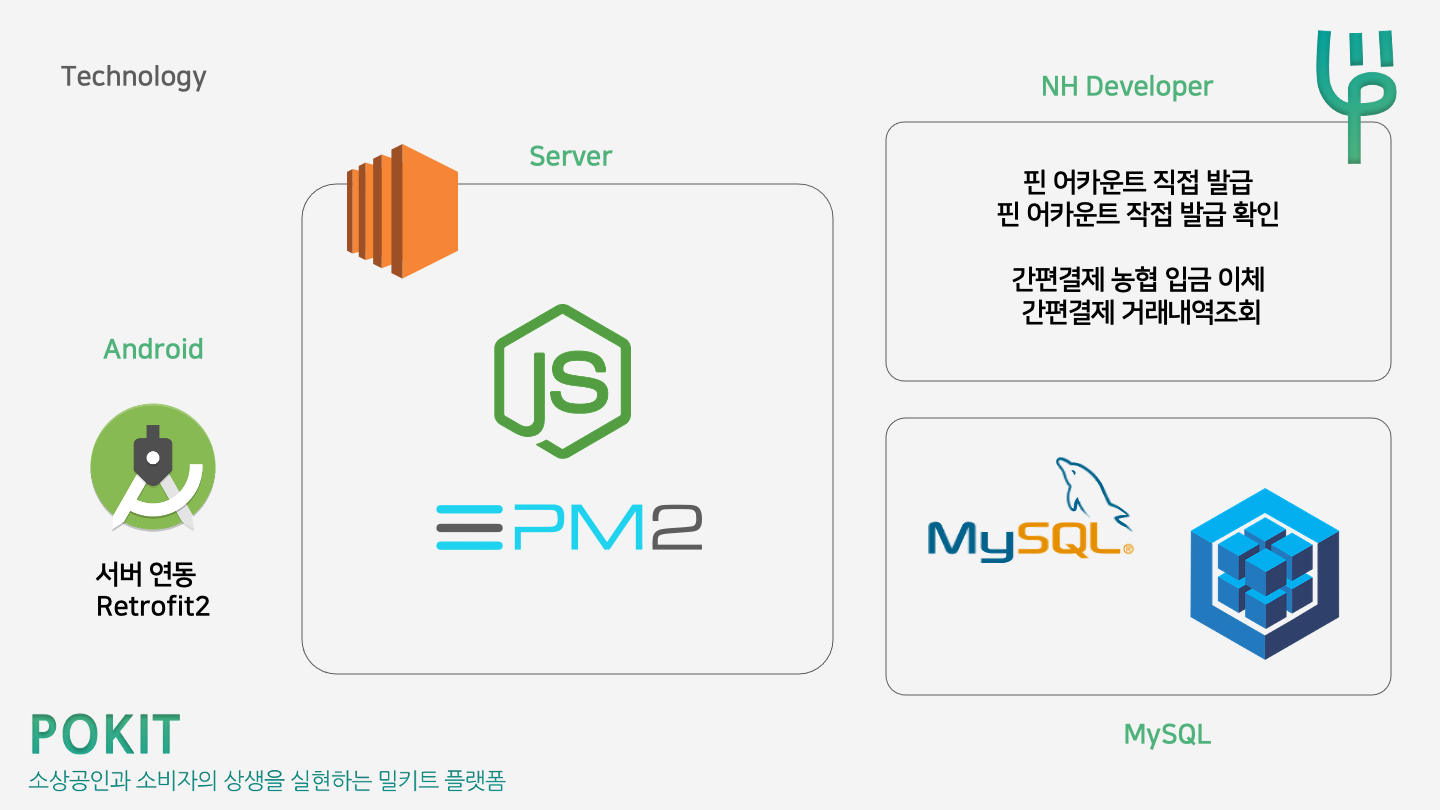 Technology
NH Developer
핀 어카운트 직접 발급
핀 어카운트 작접 발급 확인
간편결제 농협 입금 이체
간편결제 거래내역조회
Server
JS
PM2
Android
서버 연동
Retrofit2
MySQL®
MySQL
POKIT
소상공인과 소비자의 상생을 실현하는 밀키트 플랫폼